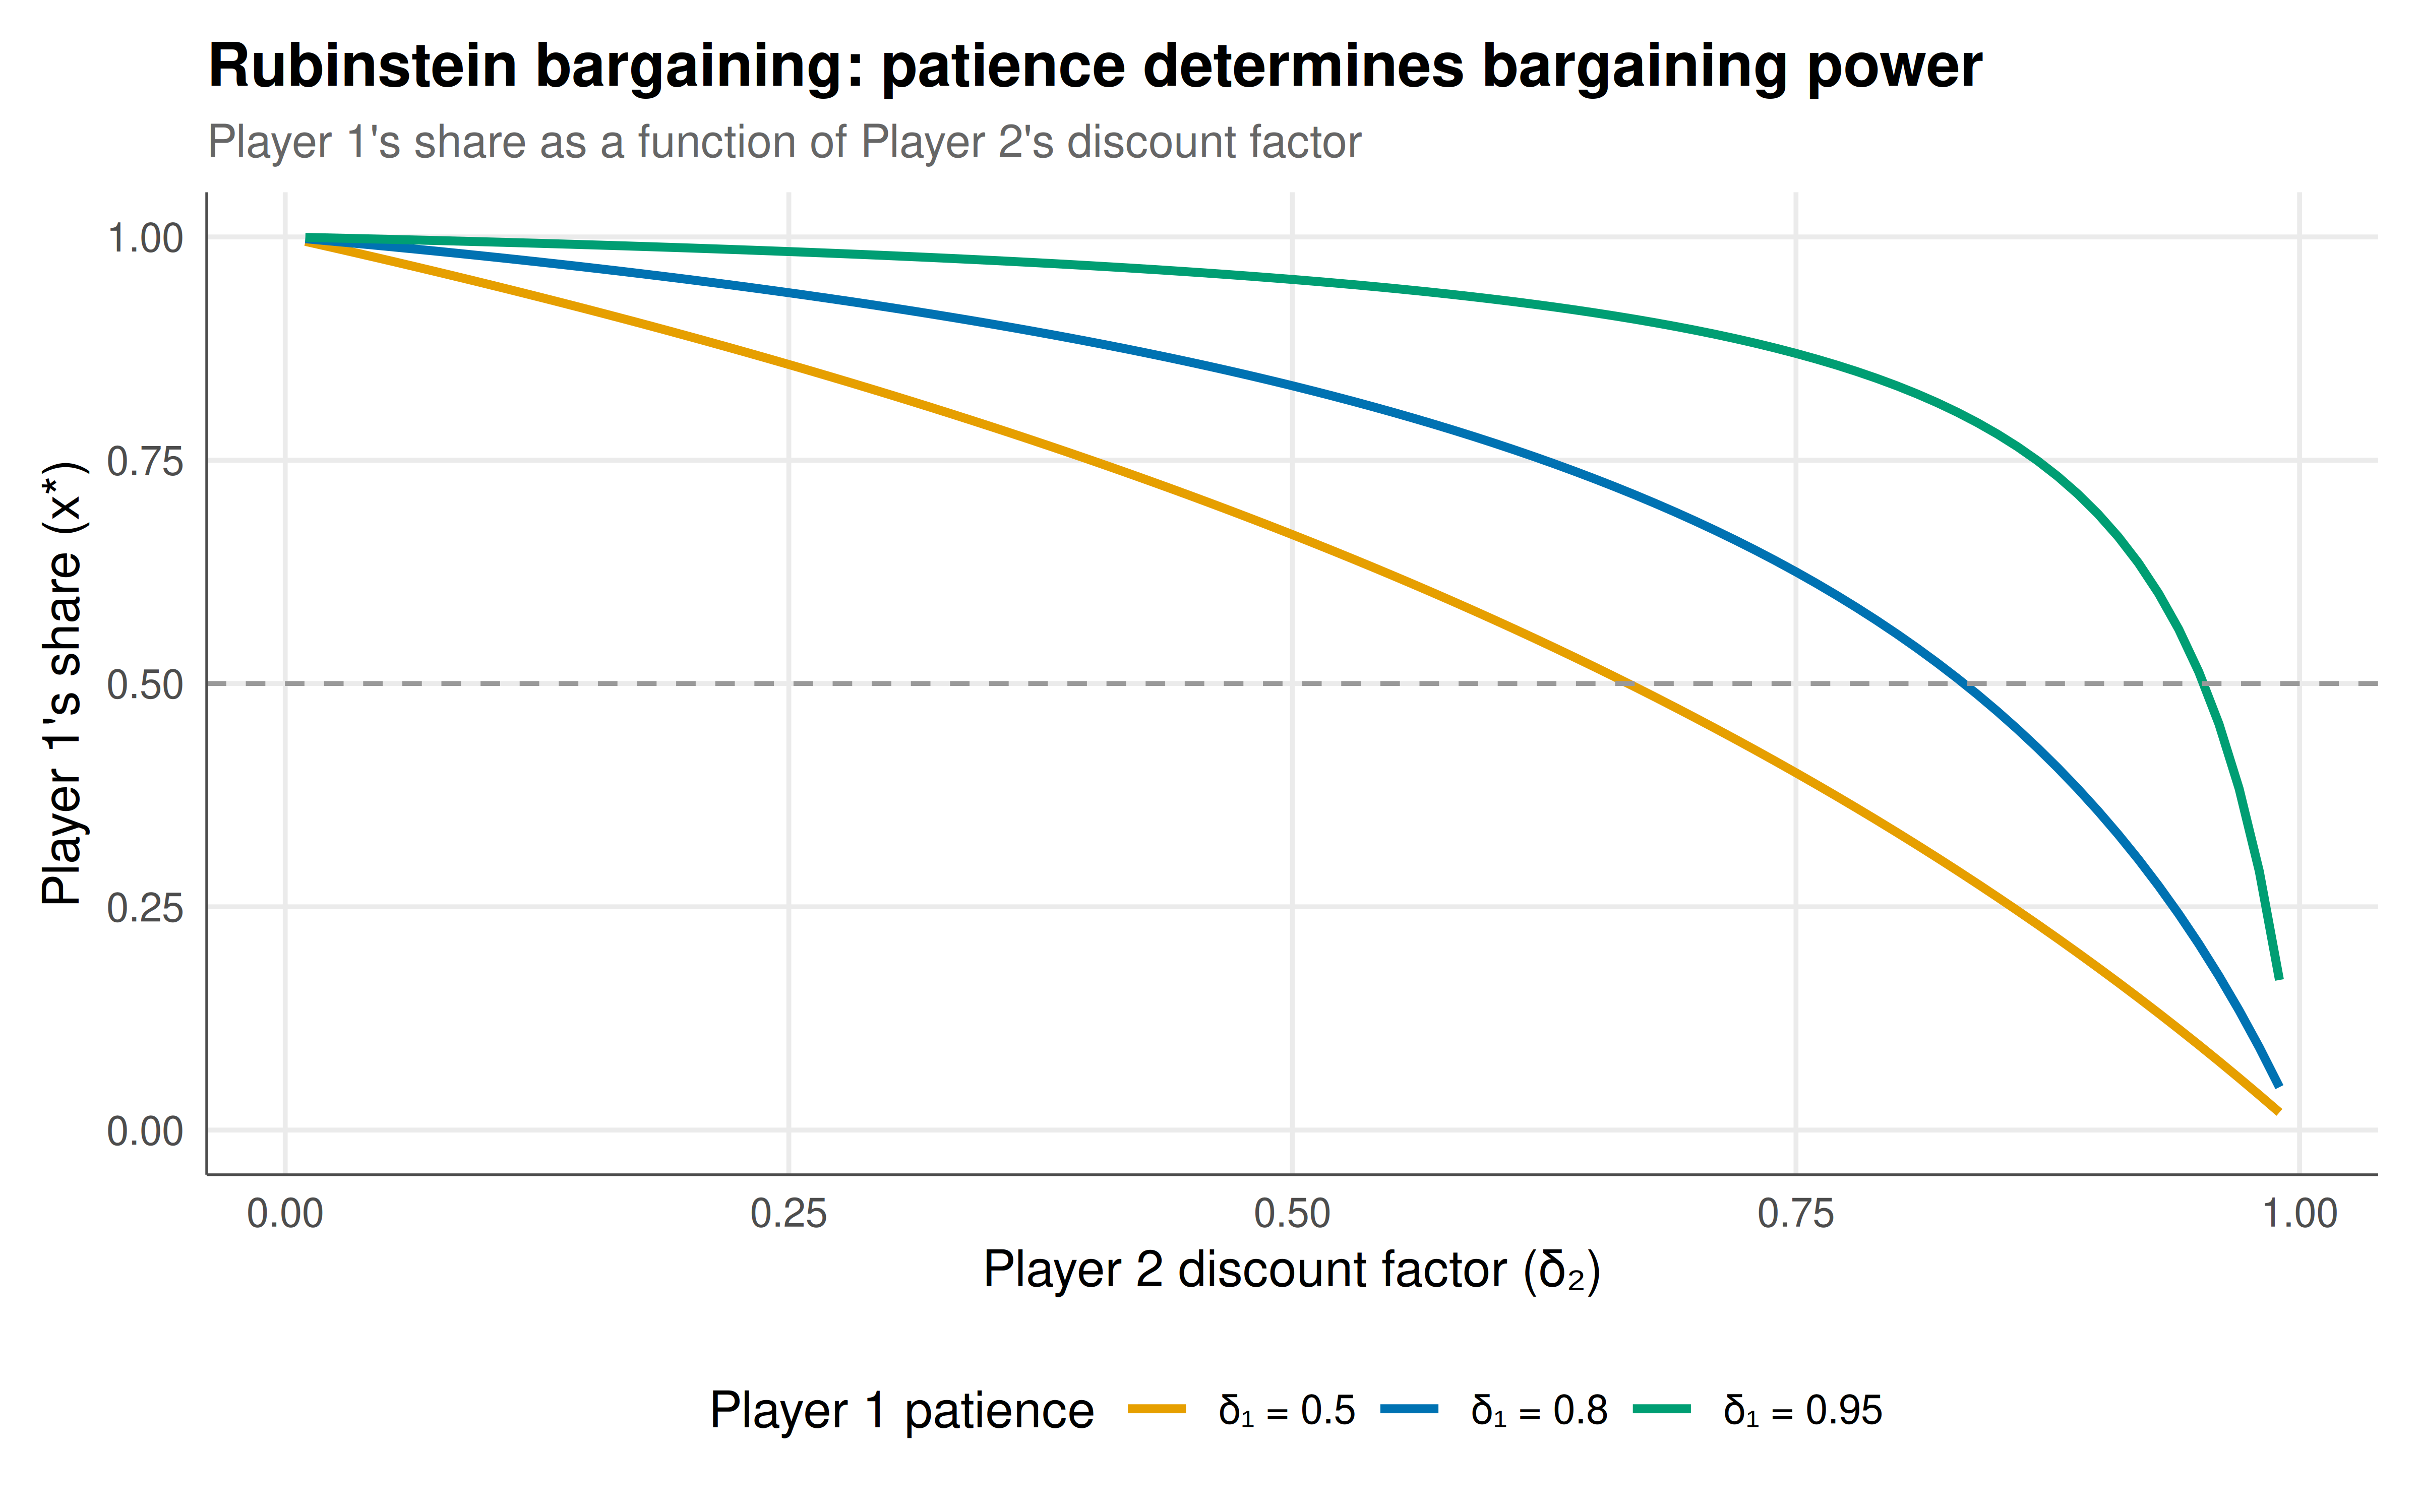 Rubinstein bargaining: patience determines bargaining power
Player 1's share as a function of Player 2's discount factor
Player 1's share (x*)
1.00
0.75
0.50
0.25
0.00
0.00 0.25 0.50 0.75 1.00
Player 2 discount factor (δ₂)
Player 1 patience δ₁ = 0.5 δ₁ = 0.8 δ₁ = 0.95